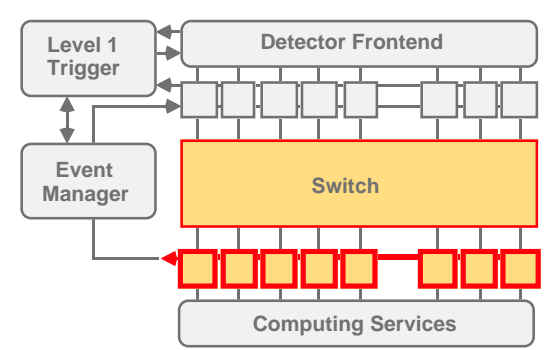 Level 1
Trigger
Detector Frontend
Event
Manager
Switch
Computing Services